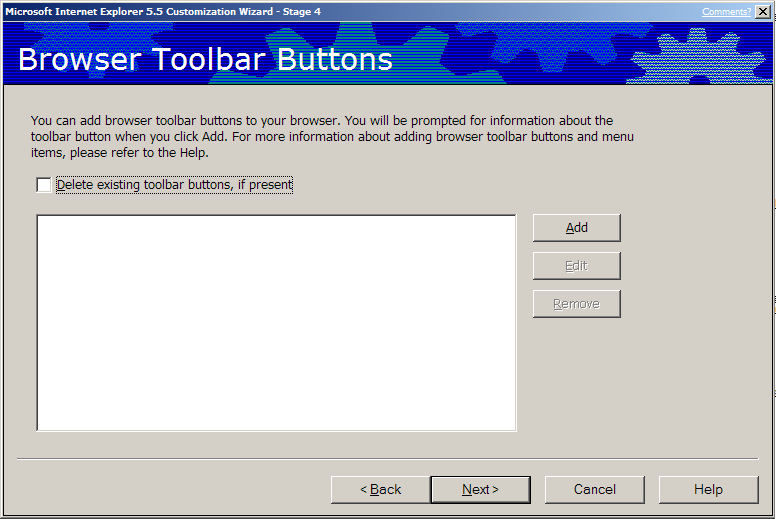 Microsoft Internet Explorer 5.5 Customization Wizard - Stage 4
Comments?
Browser Toolbar Buttons
You can add browser toolbar buttons to your browser. You will be prompted for information about the
toolbar button when you click Add. For more information about adding browser toolbar buttons and menu
items, please refer to the Help.
Delete existing toolbar buttons, if present
Add
Edit
Remove
< Back
Next >
Cancel
Help